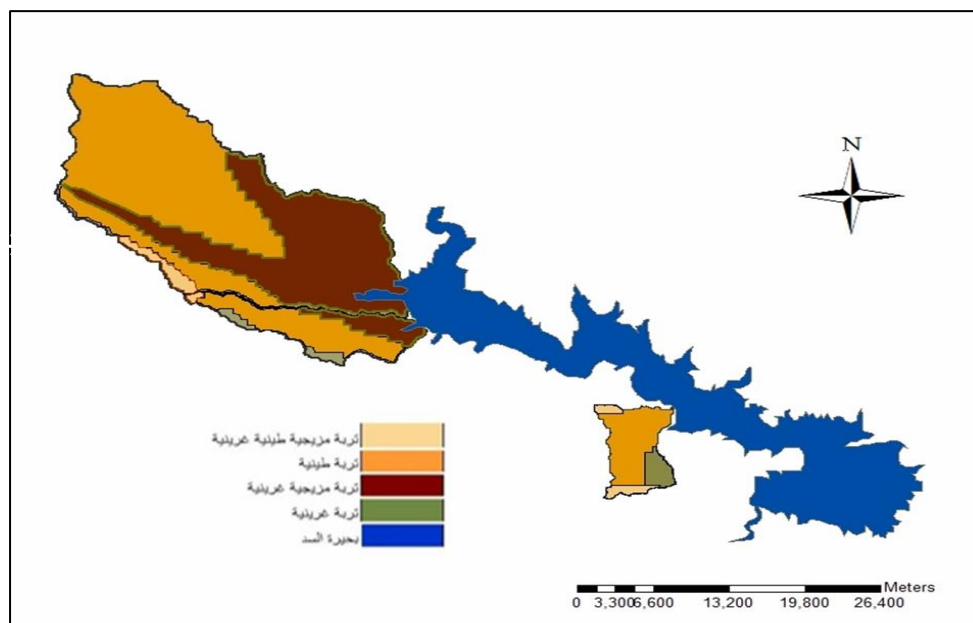 N
تربة مزيجية طينية غرينية
تربة طينية
تربة مزيجية غرينية
تربة غرينية
بحيرة السد
Meters
0 3,300 6,600 13,200 19,800 26,400